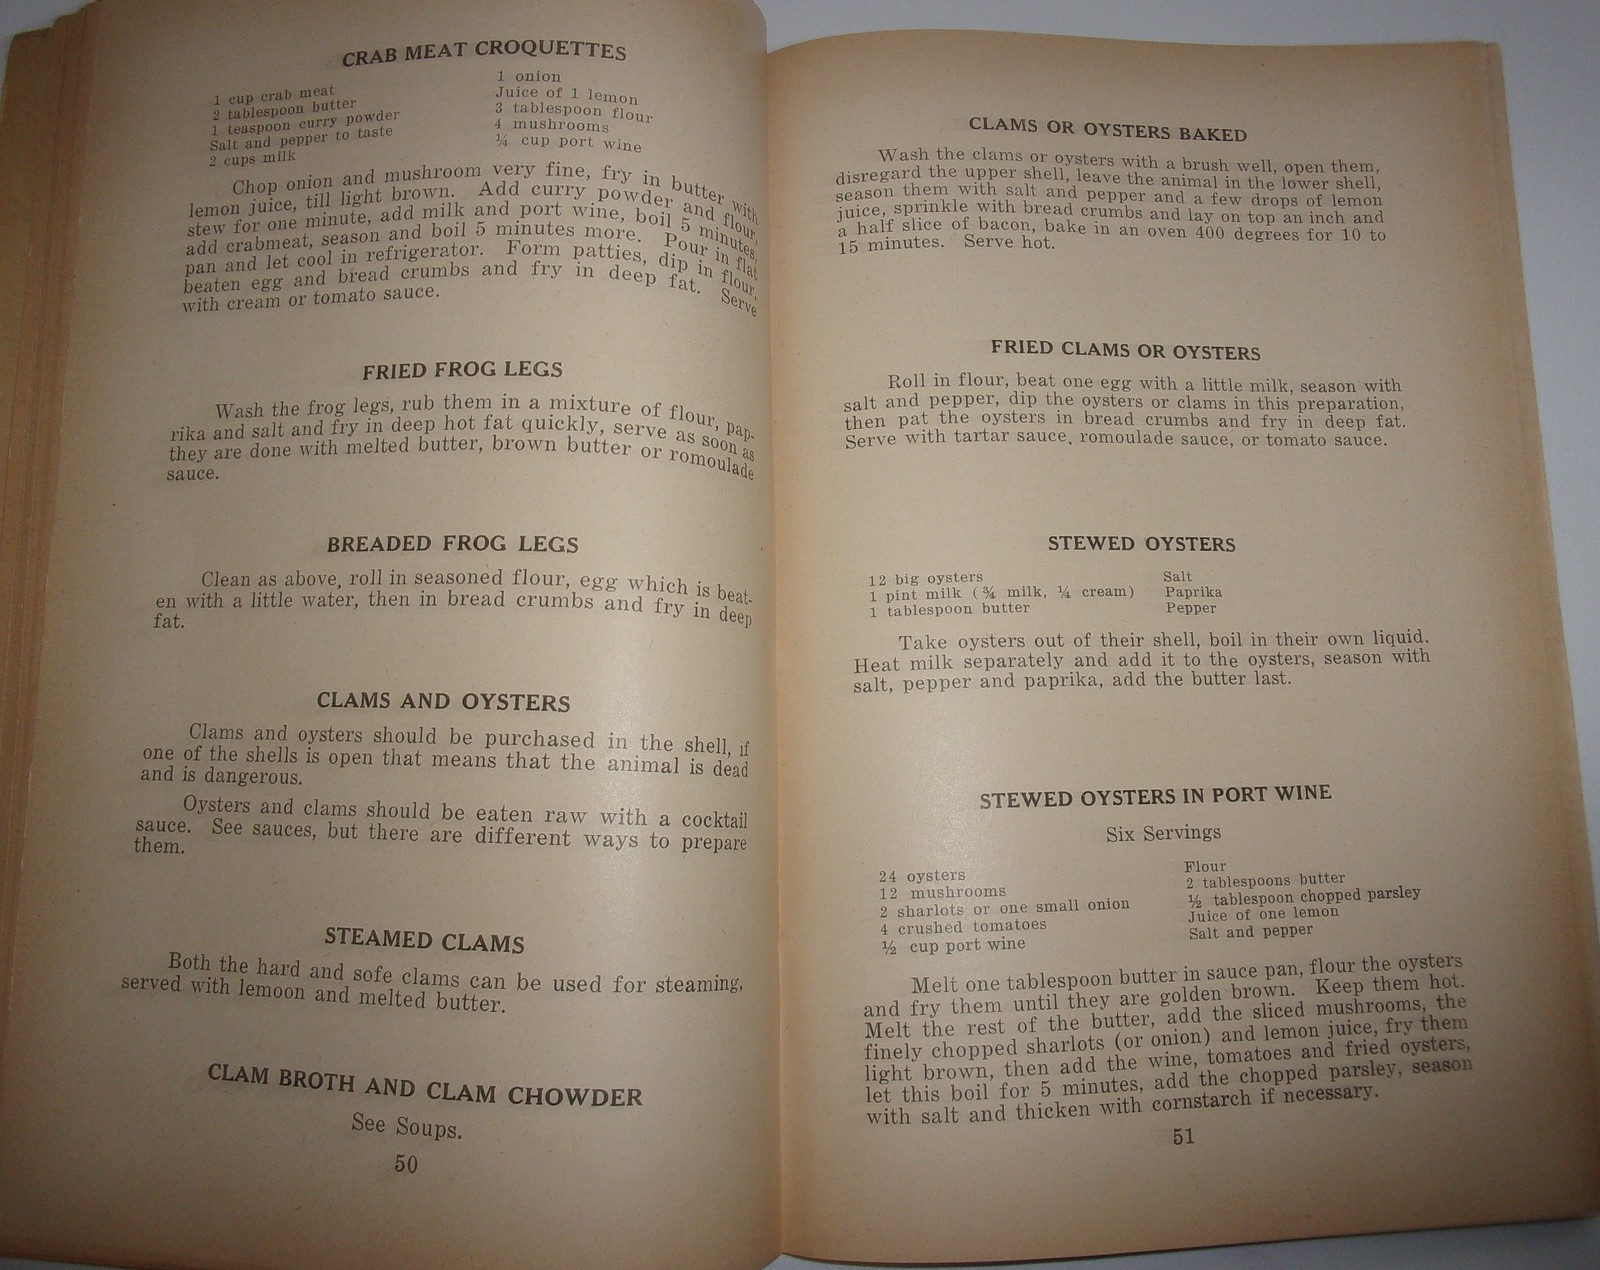 CRAB MEAT CROQUETTES
1 cup crab meat
2 tablespoon butter
1 teaspoon curry powder
Salt and pepper to taste
2 cups milk
1 onion
Juice of 1 lemon
3 tablespoon flour
4 mushrooms
¼ cup port wine
Chop onion and mushroom very fine, fry in butter with
lemon juice, till light brown. Add curry powder and flour,
stew for one minute, add milk and port wine, boil 5 minutes,
add crabmeat, season and boil 5 minutes more. Pour in flat
pan and let cool in refrigerator. Form patties, dip in flour,
beaten egg and bread crumbs and fry in deep fat. Serve
with cream or tomato sauce.
FRIED FROG LEGS
Wash the frog legs, rub them in a mixture of flour, pap-
rika and salt and fry in deep hot fat quickly, serve as soon as
they are done with melted butter, brown butter or romoulade
sauce.
BREADED FROG LEGS
Clean as above, roll in seasoned flour, egg which is beat-
en with a little water, then in bread crumbs and fry in deep
fat.
CLAMS AND OYSTERS
Clams and oysters should be purchased in the shell, if
one of the shells is open that means that the animal is dead
and is dangerous.
Oysters and clams should be eaten raw with a cocktail
sauce. See sauces, but there are different ways to prepare
them.
STEAMED CLAMS
Both the hard and sofe clams can be used for steaming,
served with lemoon and melted butter.
CLAM BROTH AND CLAM CHOWDER
See Soups.
50
CLAMS OR OYSTERS BAKED
Wash the clams or oysters with a brush well, open them,
disregard the upper shell, leave the animal in the lower shell,
season them with salt and pepper and a few drops of lemon
juice, sprinkle with bread crumbs and lay on top an inch and
a half slice of bacon, bake in an oven 400 degrees for 10 to
15 minutes. Serve hot.
FRIED CLAMS OR OYSTERS
Roll in flour, beat one egg with a little milk, season with
salt and pepper, dip the oysters or clams in this preparation,
then pat the oysters in bread crumbs and fry in deep fat.
Serve with tartar sauce, romoulade sauce, or tomato sauce.
STEWED OYSTERS
12 big oysters
1 pint milk (¾ milk, ¼ cream)
1 tablespoon butter
Salt
Paprika
Pepper
Take oysters out of their shell, boil in their own liquid.
Heat milk separately and add it to the oysters, season with
salt, pepper and paprika, add the butter last.
STEWED OYSTERS IN PORT WINE
Six Servings
24 oysters
12 mushrooms
2 sharlots or one small onion
4 crushed tomatoes
½ cup port wine
Flour
2 tablespoons butter
½ tablespoon chopped parsley
Juice of one lemon
Salt and pepper
Melt one tablespoon butter in sauce pan, flour the oysters
and fry them until they are golden brown. Keep them hot.
Melt the rest of the butter, add the sliced mushrooms, the
finely chopped sharlots (or onion) and lemon juice, fry them
light brown, then add the wine, tomatoes and fried oysters,
let this boil for 5 minutes, add the chopped parsley, season
with salt and thicken with cornstarch if necessary.
51